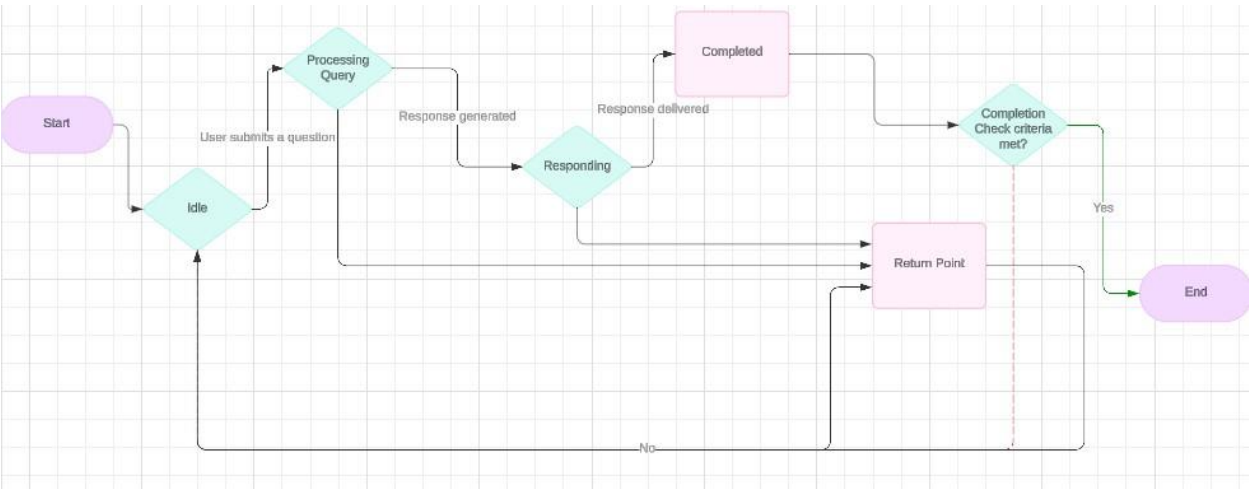 Start
User submits a question
Idle
Processing
Query
Response generated
Responding
Response delivered
Completed
Completion
Check criteria
met?
Yes
Return Point
End
No